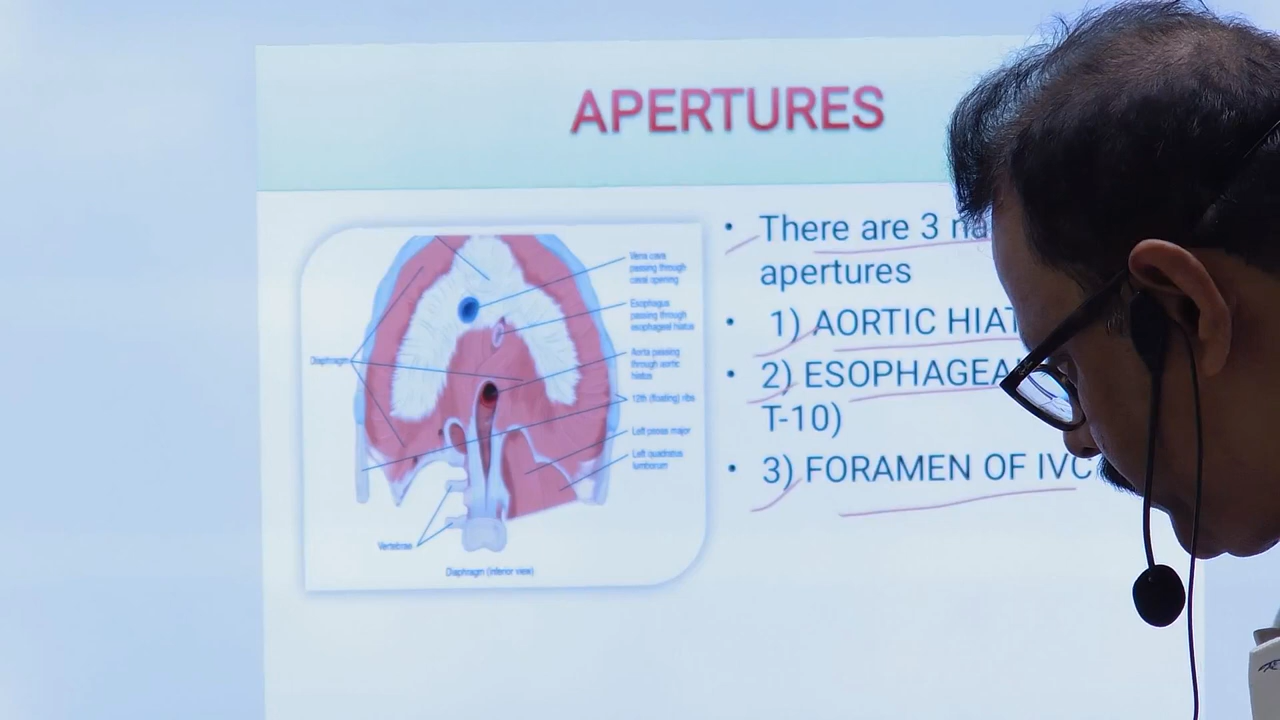 APERTURES
There are 3
apertures
1) AORTIC
2) ESOPHAGEA
T-10)
3) FORAMEN OF IVC
Vena cava
passing through
caval opening
Esophagus
passing through
esophageal hiatus
Diaphragm
Aorta passing
through aortic
hiatus
12th (floating) ribs
Left psoas major
Left quadratus
lumborum
Vertebrae
Diaphragm (inferior view)